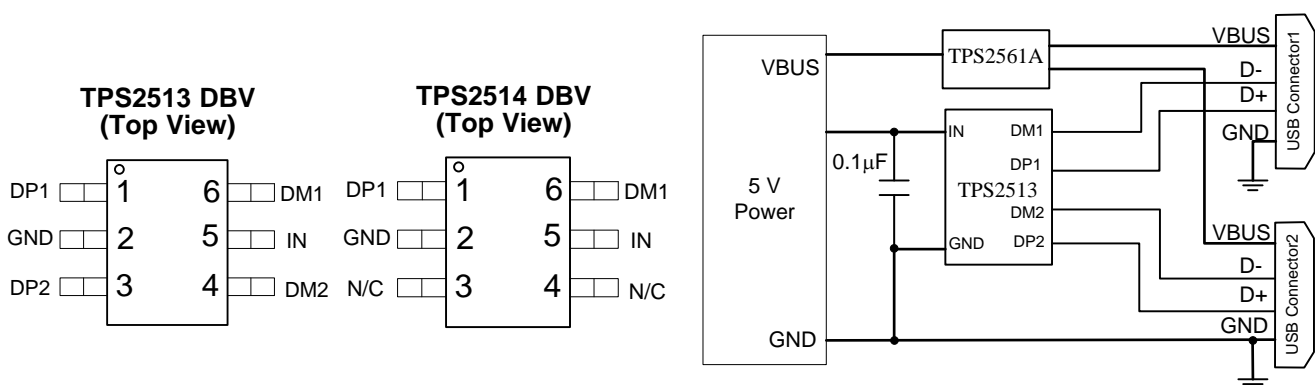 TPS2513 DBV
(Top View)
DP1
1
6
DM1
GND
2
5
IN
DP2
3
4
DM2
TPS2514 DBV
(Top View)
DP1
1
6
DM1
GND
2
5
IN
N/C
3
4
N/C
VBUS
5 V
Power
GND
0.1µF
TPS2561A
IN
DM1
DP1
TPS2513
DM2
GND
DP2
VBUS
D-
D+
GND
USB Connector1
VBUS
D-
D+
GND
USB Connector2